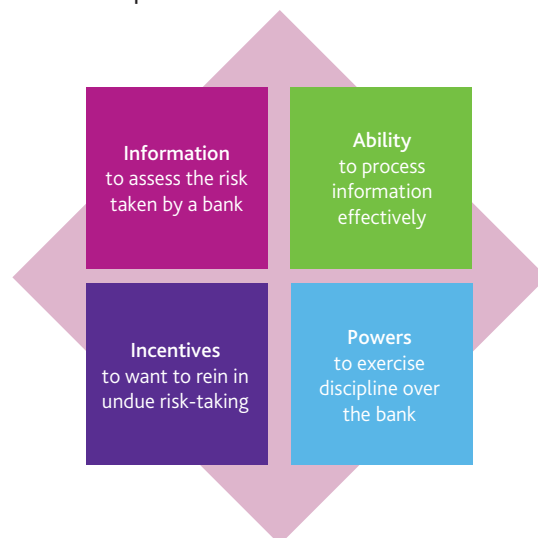 Information
to assess the risk
taken by a bank
Ability
to process
information
effectively
Incentives
to want to rein in
undue risk-taking
Powers
to exercise
discipline over
the bank